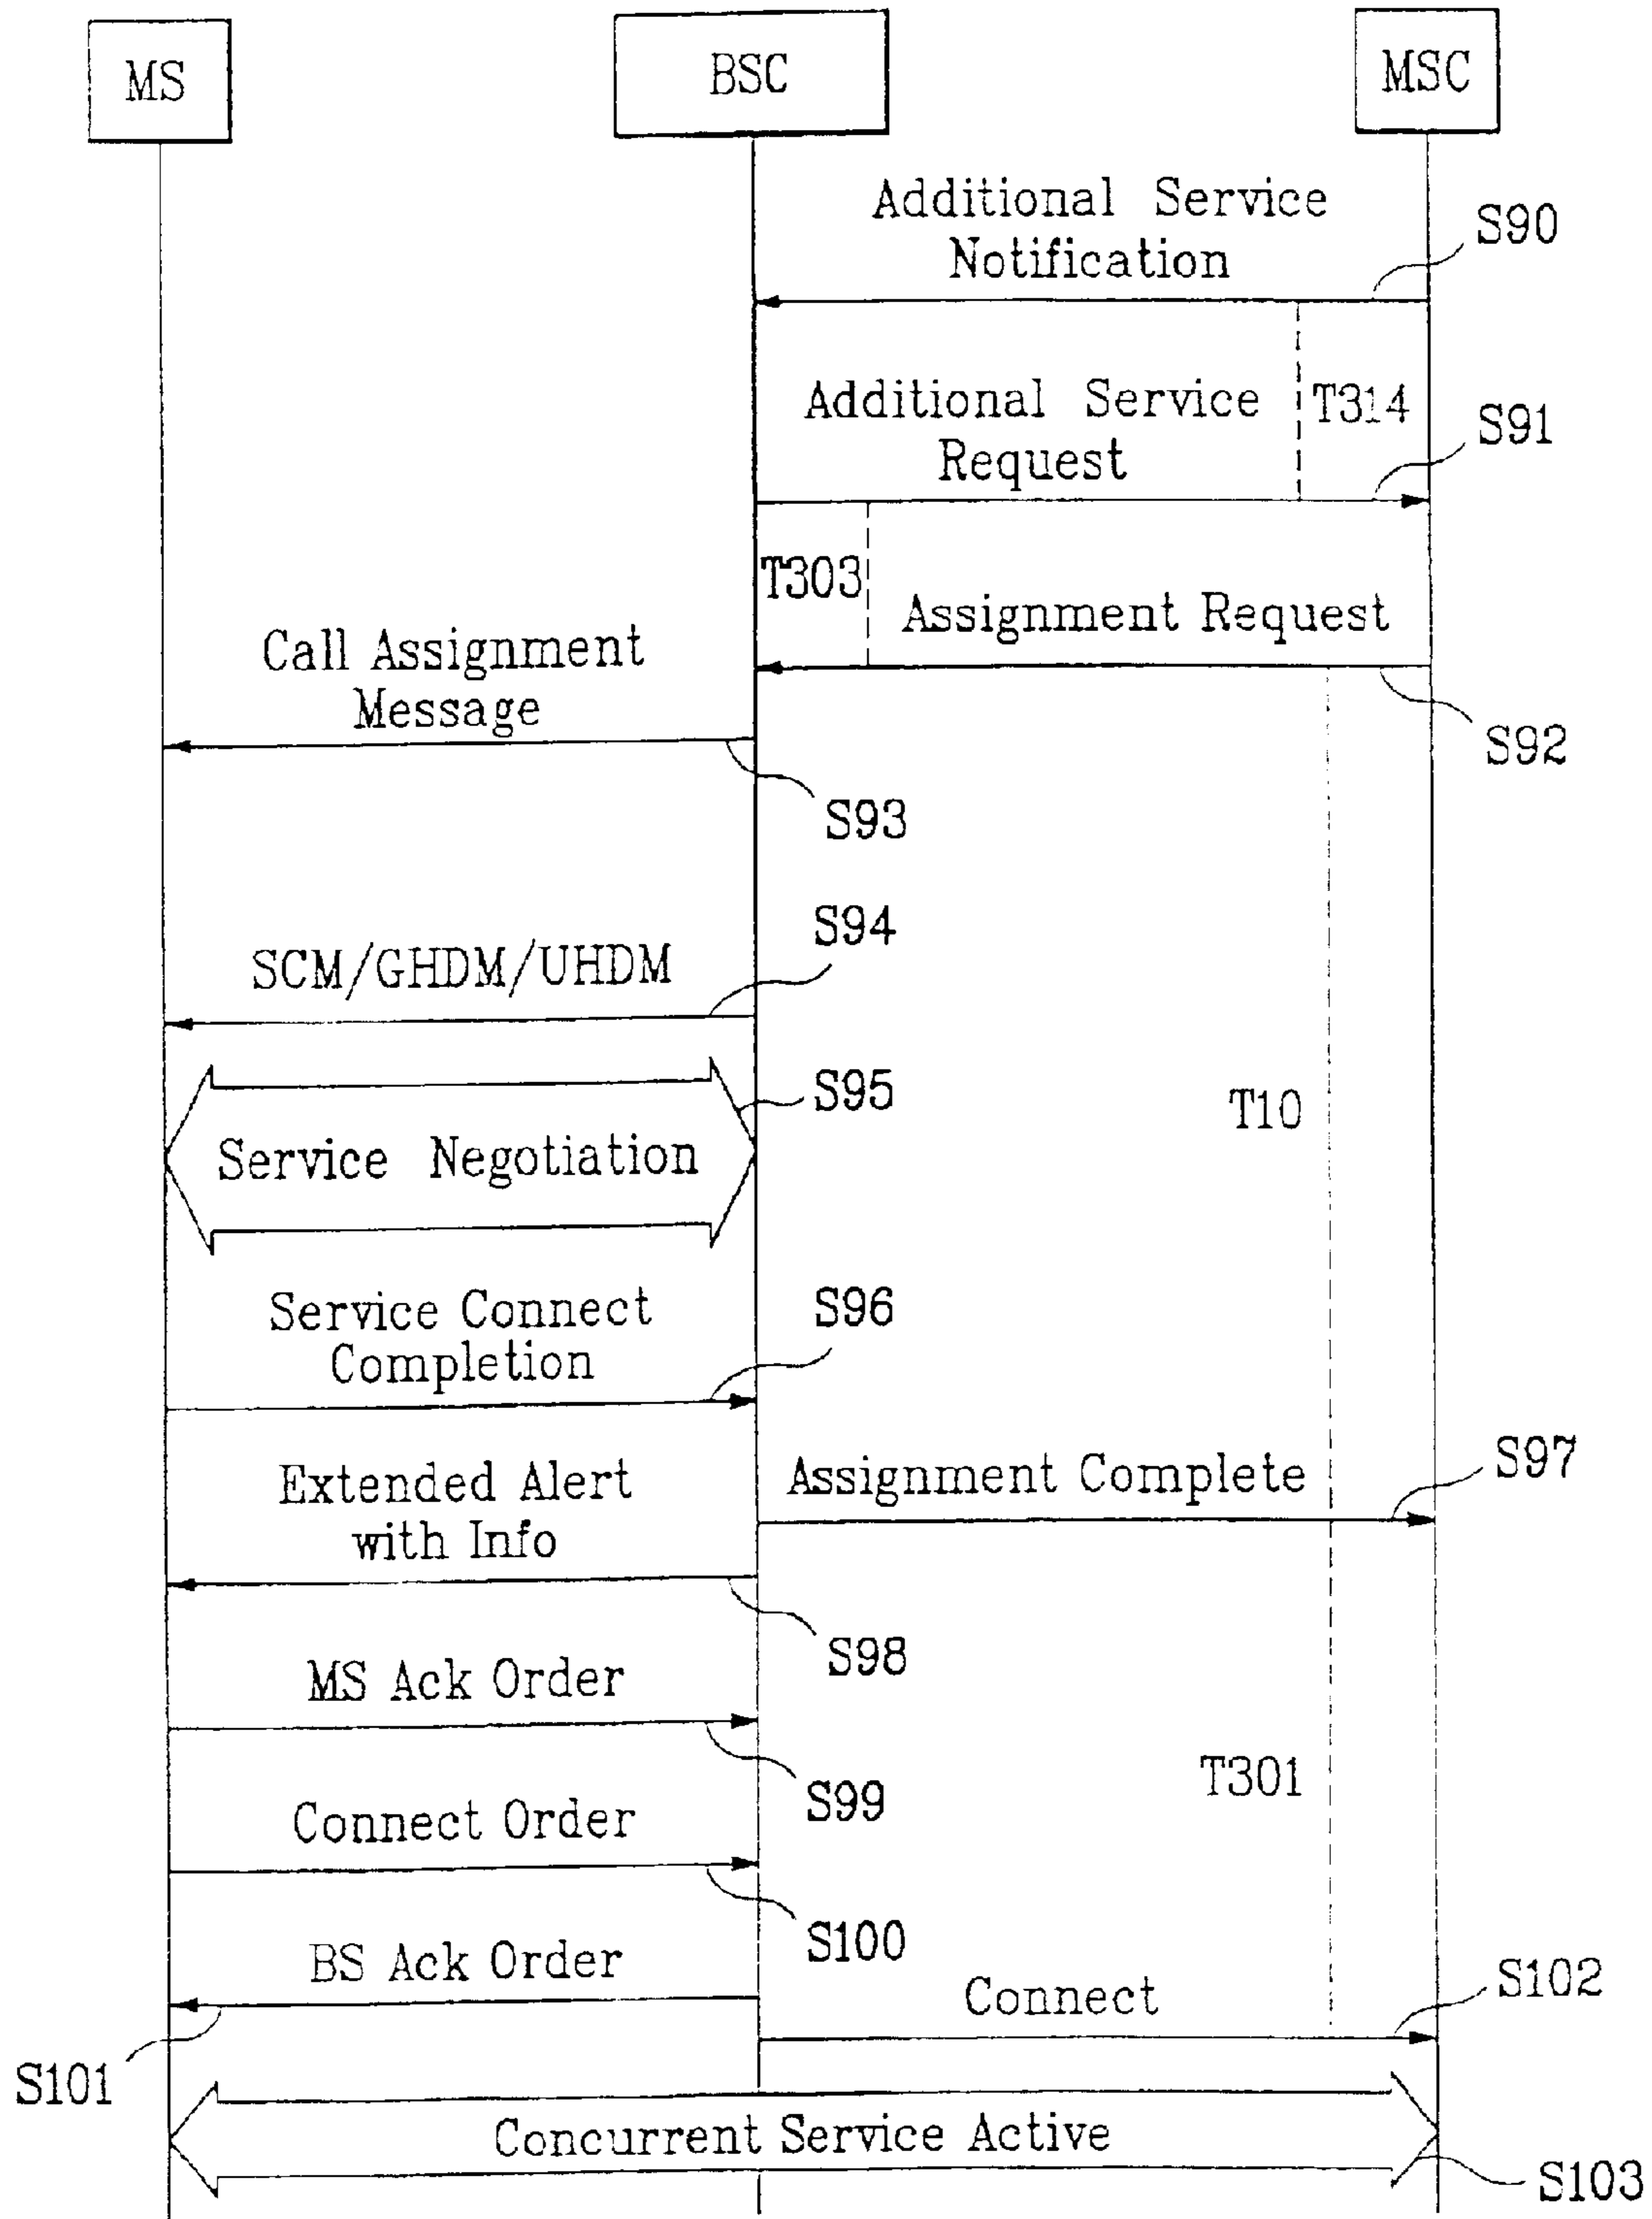 MS
BSC
MSC
Additional Service
Notification
S90
Additional Service
Request
T314
S91
T303
Assignment Request
Call Assignment
Message
S92
S93
S94
SCM/GHDM/UHDM
S95
T10
Service Negotiation
Service Connect
Completion
S96
Extended Alert
with Info
Assignment Complete
S97
S98
MS Ack Order
T301
S99
Connect Order
S100
BS Ack Order
Connect
S102
S101
Concurrent Service Active
S103